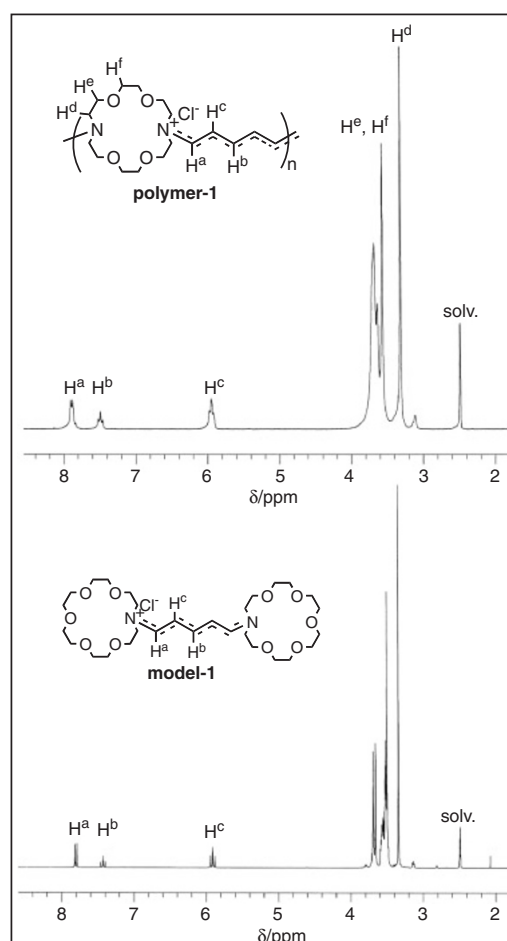 H^d
H^f
H^e
O O
H^d
Cl^-
H^c
N N^+
H^a H^b
O O
n
polymer-1
H^e, H^f
solv.
H^a H^b H^c
8 7 6 5 4 3 2
δ/ppm
O O
Cl^- H^c
O N^+
H^a H^b
O O
O O
N O
O O
model-1
H^a H^b H^c
solv.
8 7 6 5 4 3 2
δ/ppm